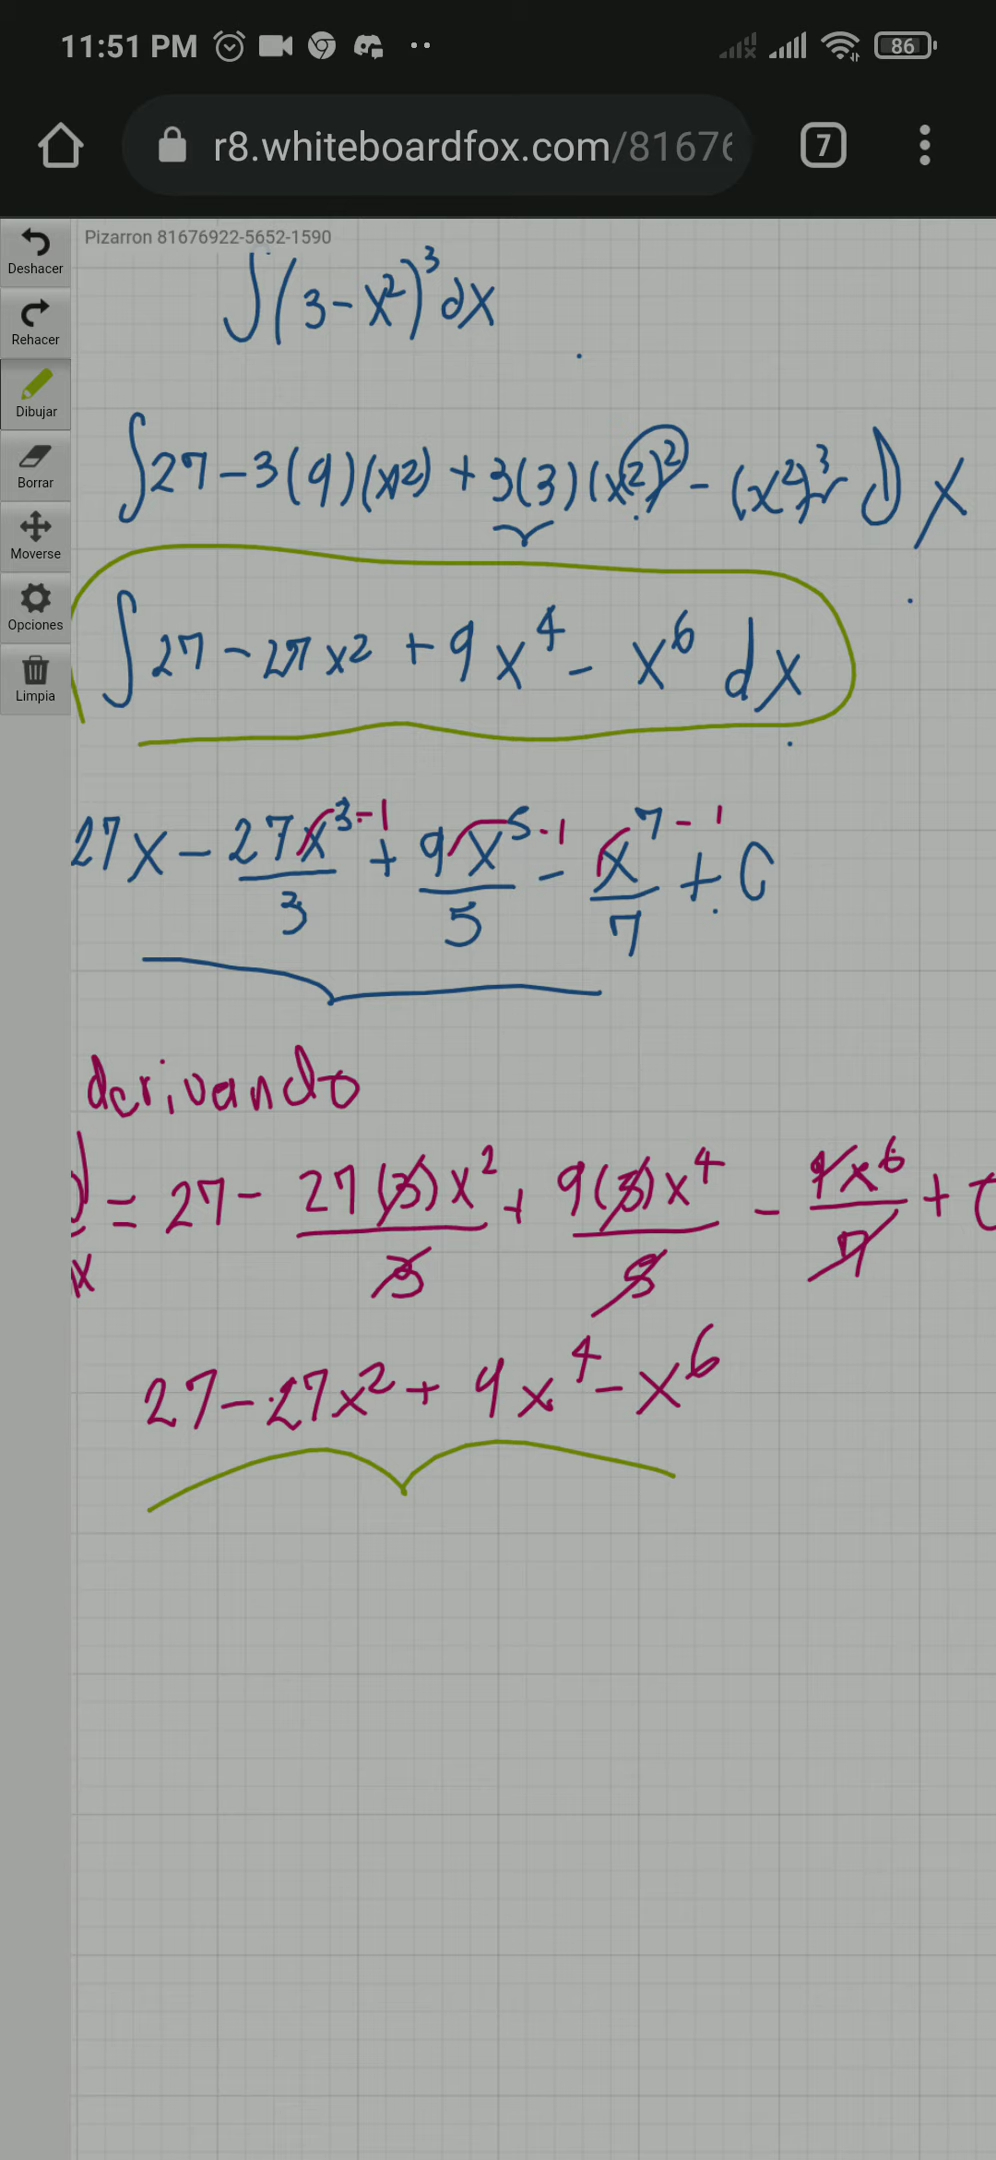 11:51 PM 86
r8.whiteboardfox.com/81676 7
Pizarron 81676922-5652-1590
Deshacer
Rehacer
Dibujar
Borrar
Moverse
Opciones
Limpia
∫(3-x²)³dx
∫27-3(9)(x²)+3(3)(x²)²-(x²)³ dx
∫27-27x²+9x⁴-x⁶ dx
27x - 27x³⁻¹/3 + 9x⁵⁻¹/5 - x⁷⁻¹/7 + C
derivando
d/x = 27 - 27(3)x²/3 + 9(5)x⁴/5 - 7x⁶/7 + C
27-27x²+9x⁴-x⁶